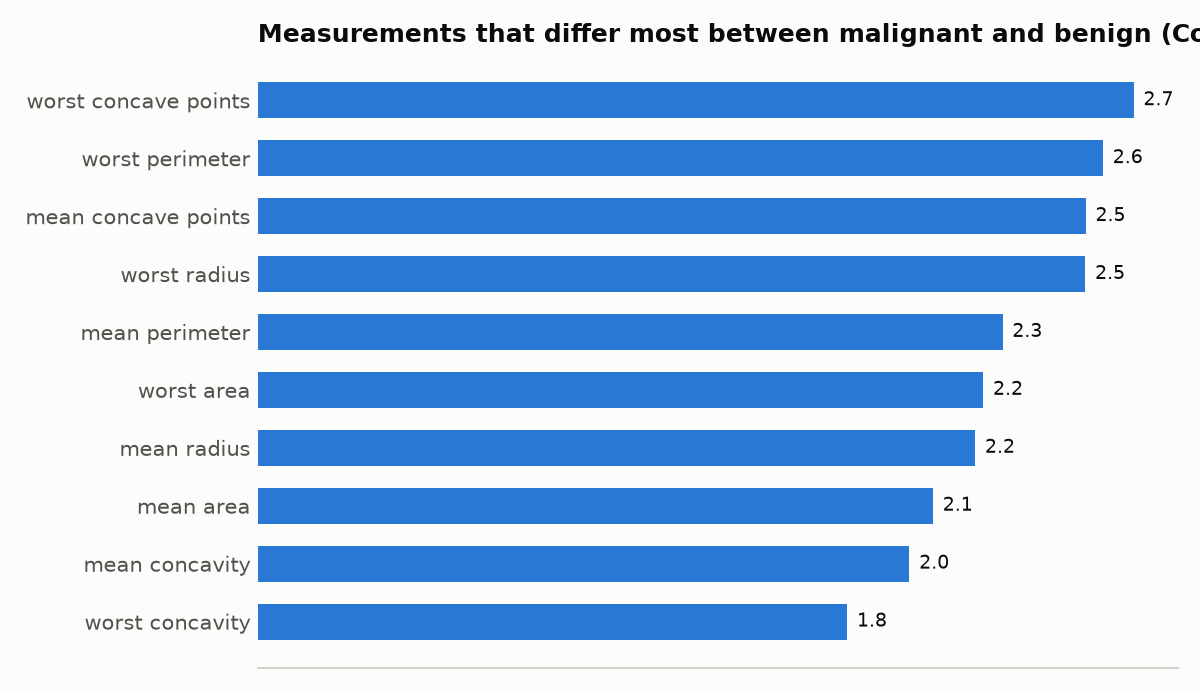 Measurements that differ most between malignant and benign (Co
worst concave points 2.7
worst perimeter 2.6
mean concave points 2.5
worst radius 2.5
mean perimeter 2.3
worst area 2.2
mean radius 2.2
mean area 2.1
mean concavity 2.0
worst concavity 1.8